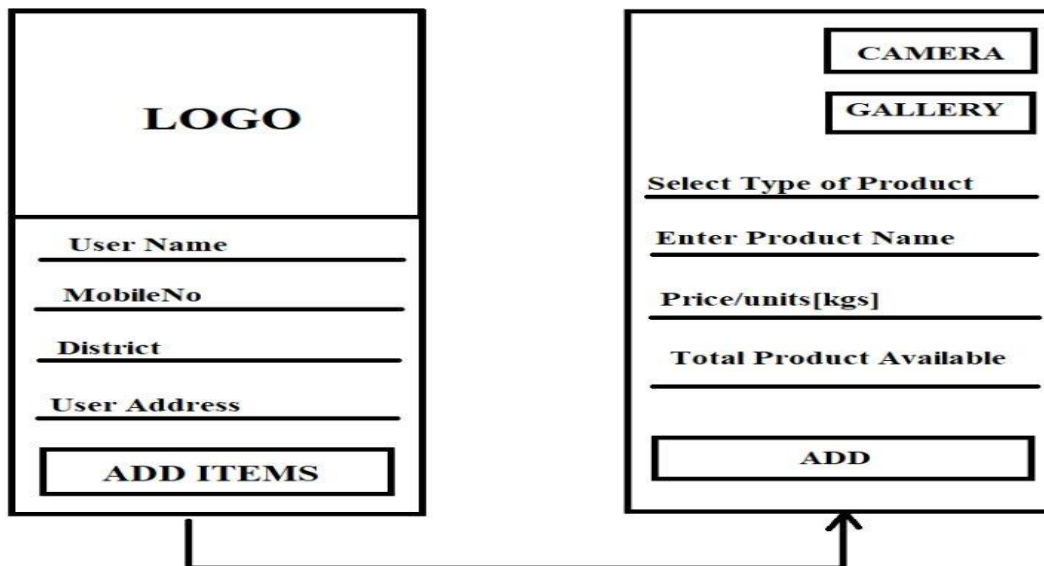 LOGO
User Name
MobileNo
District
User Address
ADD ITEMS
CAMERA
GALLERY
Select Type of Product
Enter Product Name
Price/units[kgs]
Total Product Available
ADD